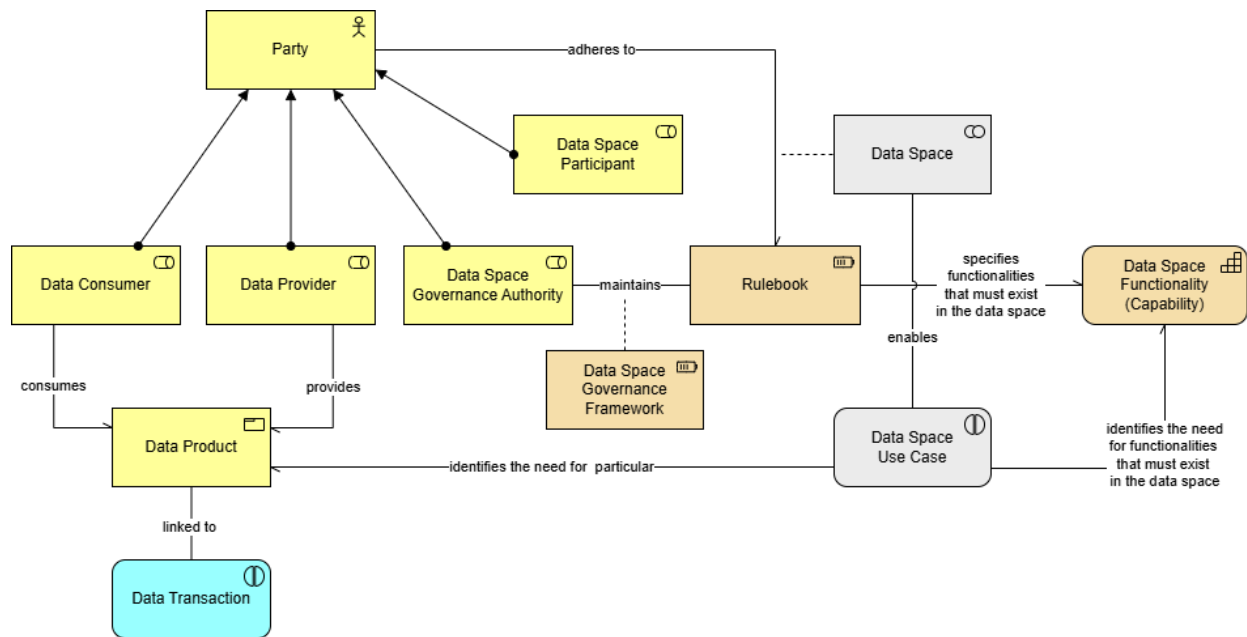 Party
adheres to
Data Space
Participant
Data Space
Data Consumer
Data Provider
Data Space
Governance Authority
maintains
Rulebook
specifies
functionalities
that must exist
in the data space
Data Space
Functionality
(Capability)
enables
Data Space
Governance
Framework
consumes
provides
Data Product
identifies the need for particular
Data Space
Use Case
identifies the need
for functionalities
that must exist
in the data space
linked to
Data Transaction